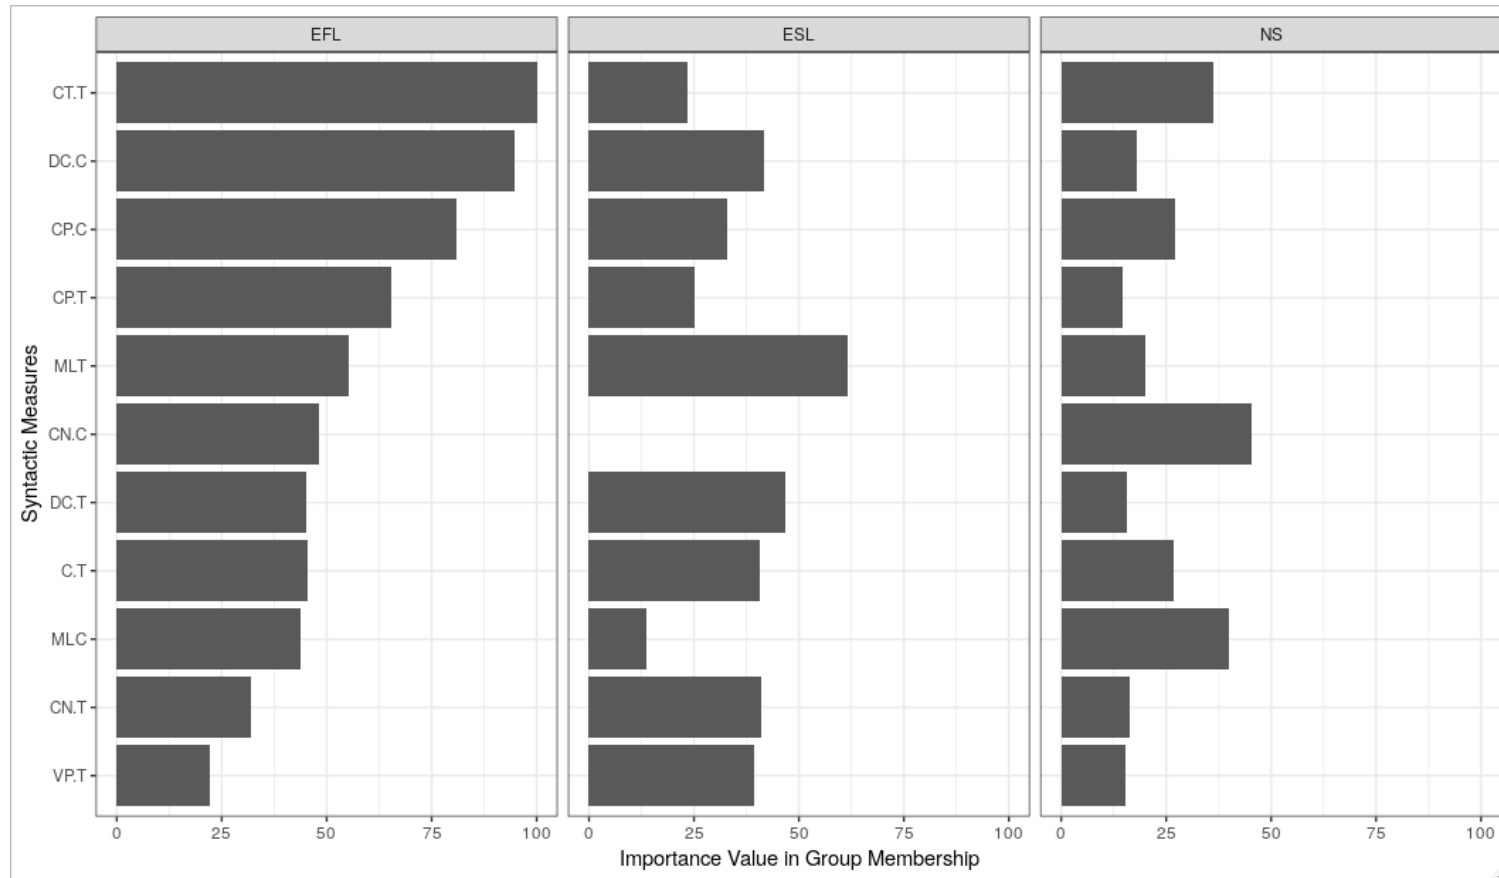 EFL ESL NS
Syntactic Measures
CT.T
DC.C
CP.C
CP.T
MLT
CN.C
DC.T
C.T
MLC
CN.T
VP.T
0 25 50 75 100 0 25 50 75 100 0 25 50 75 100
Importance Value in Group Membership